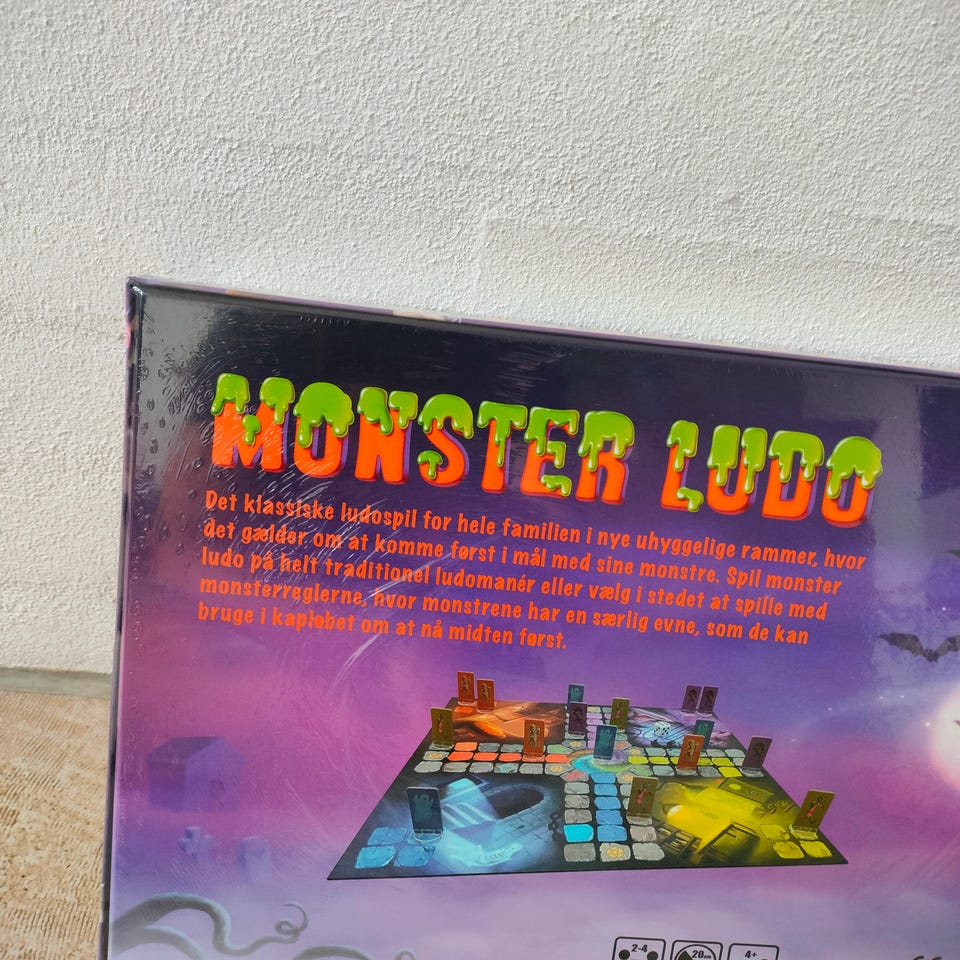 MONSTER LUDO
Det klassiske ludospil for hele familien i nye uhyggelige rammer, hvor
det gælder om at komme først i mål med sine monstre. Spil monster
ludo på helt traditionel ludomanér eller vælg i stedet at spille med
monsterreglerne, hvor monstrene har en særlig evne, som de kan
bruge i kapløbet om at nå midten først.
2-4 20min 4+